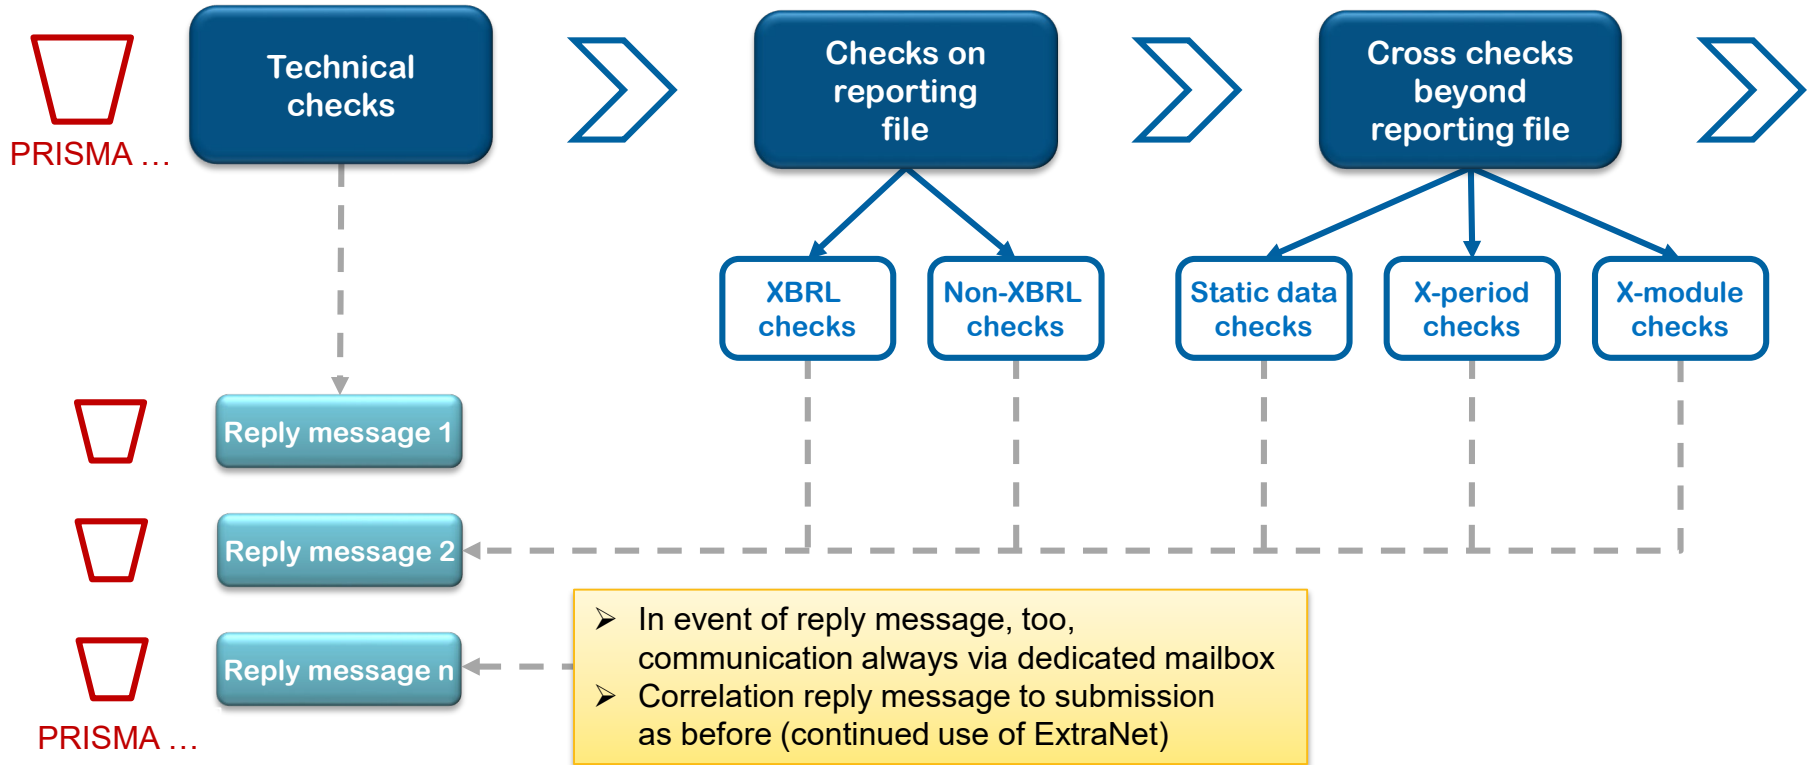 PRISMA …
Technical
checks
Checks on
reporting
file
Cross checks
beyond
reporting file
XBRL
checks
Non-XBRL
checks
Static data
checks
X-period
checks
X-module
checks
Reply message 1
Reply message 2
Reply message n
PRISMA …
➢ In event of reply message, too,
communication always via dedicated mailbox
➢ Correlation reply message to submission
as before (continued use of ExtraNet)